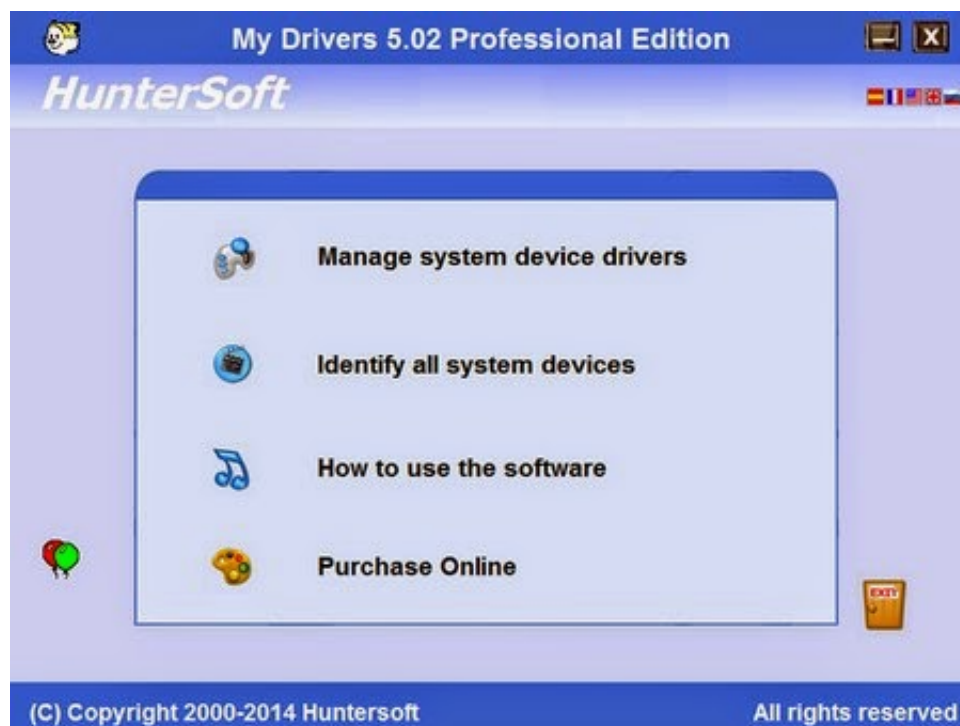 My Drivers 5.02 Professional Edition
HunterSoft
Manage system device drivers
Identify all system devices
How to use the software
Purchase Online
EXIT
(C) Copyright 2000-2014 Huntersoft All rights reserved